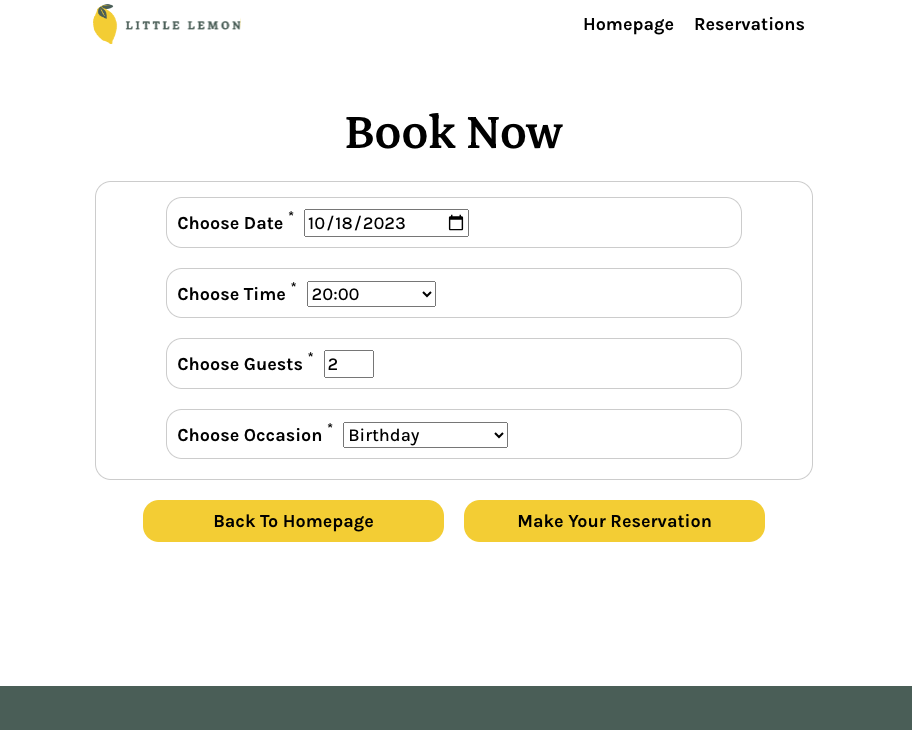 LITTLE LEMON
Homepage Reservations
Book Now
Choose Date * 10/18/2023
Choose Time * 20:00
Choose Guests * 2
Choose Occasion * Birthday
Back To Homepage Make Your Reservation